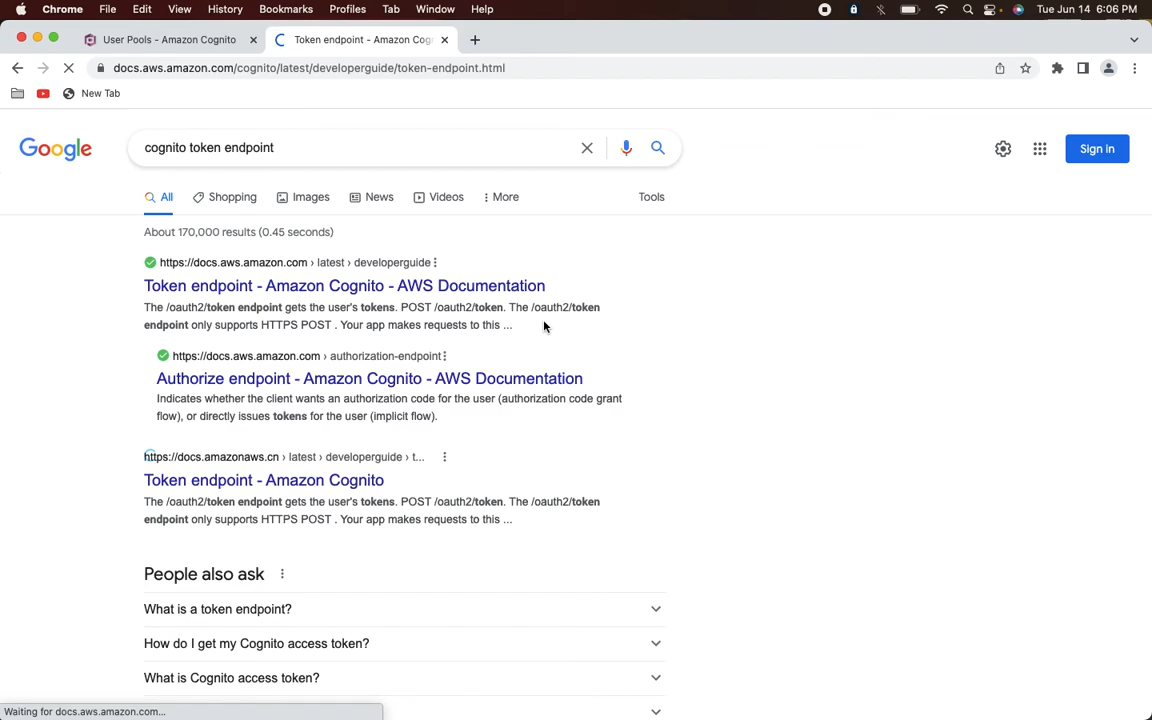 Chrome File Edit View History Bookmarks Profiles Tab Window Help Tue Jun 14 6:06 PM
User Pools - Amazon Cognito Token endpoint - Amazon Cog
docs.aws.amazon.com/cognito/latest/developerguide/token-endpoint.html
New Tab
Google cognito token endpoint Sign in
All Shopping Images News Videos More Tools
About 170,000 results (0.45 seconds)
https://docs.aws.amazon.com › latest › developerguide
Token endpoint - Amazon Cognito - AWS Documentation
The /oauth2/token endpoint gets the user's tokens. POST /oauth2/token. The /oauth2/token
endpoint only supports HTTPS POST . Your app makes requests to this ...
https://docs.aws.amazon.com › authorization-endpoint
Authorize endpoint - Amazon Cognito - AWS Documentation
Indicates whether the client wants an authorization code for the user (authorization code grant
flow), or directly issues tokens for the user (implicit flow).
https://docs.amazonaws.cn › latest › developerguide › t...
Token endpoint - Amazon Cognito
The /oauth2/token endpoint gets the user's tokens. POST /oauth2/token. The /oauth2/token
endpoint only supports HTTPS POST . Your app makes requests to this ...
People also ask
What is a token endpoint?
How do I get my Cognito access token?
What is Cognito access token?
Waiting for docs.aws.amazon.com...